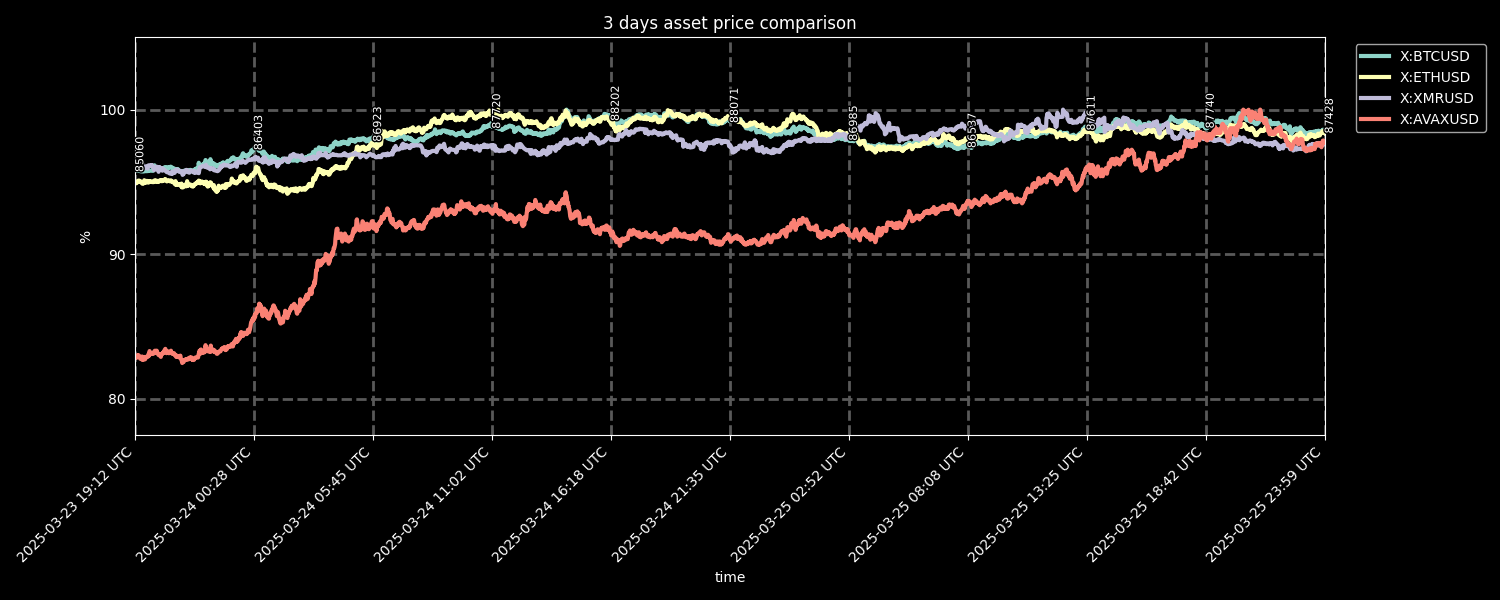 3 days asset price comparison
X:BTCUSD
X:ETHUSD
X:XMRUSD
X:AVAXUSD
100
90
80
%
85060
86403
86923
87720
88202
88071
86985
86537
87611
87740
87428
2025-03-23 19:12 UTC
2025-03-24 00:28 UTC
2025-03-24 05:45 UTC
2025-03-24 11:02 UTC
2025-03-24 16:18 UTC
2025-03-24 21:35 UTC
2025-03-25 02:52 UTC
2025-03-25 08:08 UTC
2025-03-25 13:25 UTC
2025-03-25 18:42 UTC
2025-03-25 23:59 UTC
time